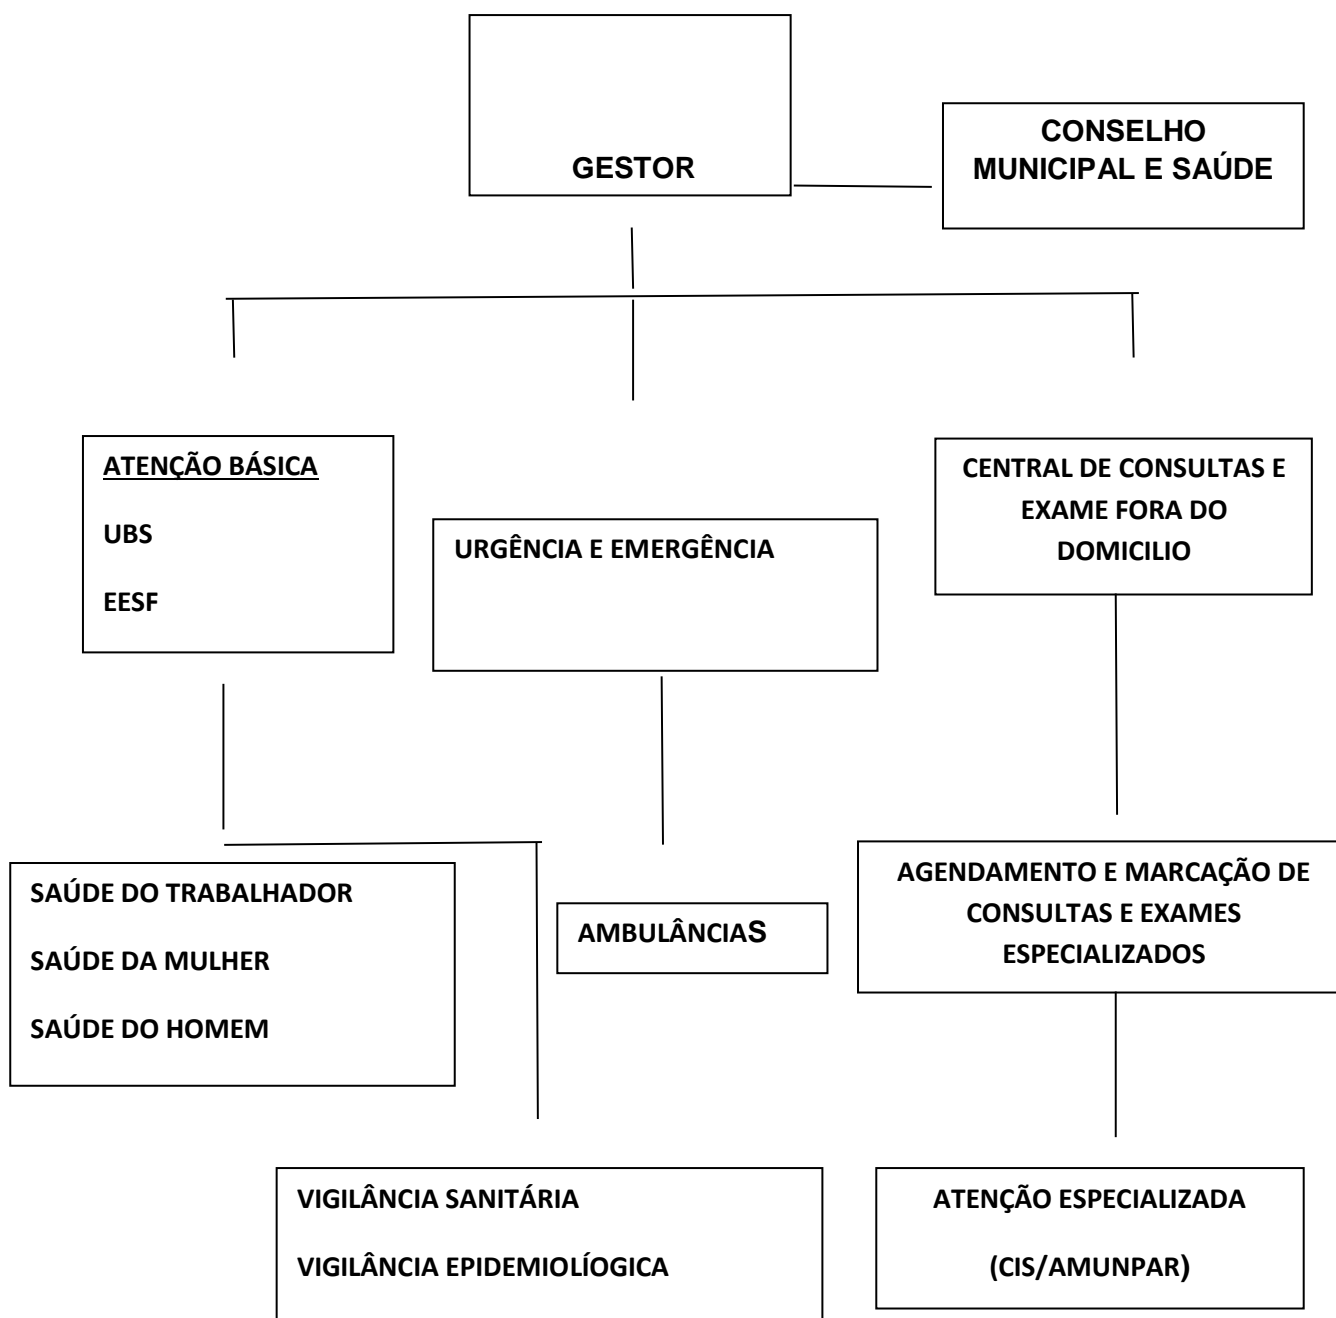 GESTOR
CONSELHO
MUNICIPAL E SAÚDE
ATENÇÃO BÁSICA
UBS
EESF
URGÊNCIA E EMERGÊNCIA
CENTRAL DE CONSULTAS E
EXAME FORA DO
DOMICILIO
SAÚDE DO TRABALHADOR
SAÚDE DA MULHER
SAÚDE DO HOMEM
AMBULÂNCIAS
AGENDAMENTO E MARCAÇÃO DE
CONSULTAS E EXAMES
ESPECIALIZADOS
VIGILÂNCIA SANITÁRIA
VIGILÂNCIA EPIDEMIOLÍOGICA
ATENÇÃO ESPECIALIZADA
(CIS/AMUNPAR)